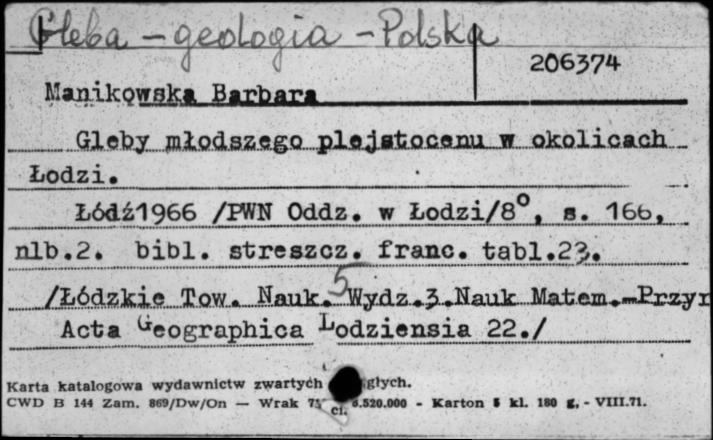 Gleba - geologia - Polska
206374
Manikowska Barbara
Gleby młodszego plejstocenu w okolicach
Łodzi.
Łódź1966 /PWN Oddz. w Łodzi/8°, s. 166,
nlb.2. bibl. streszcz. franc. tabl.23.
5
/Łódzkie Tow. Nauk. Wydz.3.Nauk Matem.-Przyr
Acta Geographica Lodziensia 22./
Karta katalogowa wydawnictw zwartych głych.
CWD B 144 Zam. 869/Dw/On — Wrak 71 .520.000 - Karton kl. 180 g. - VIII.71.